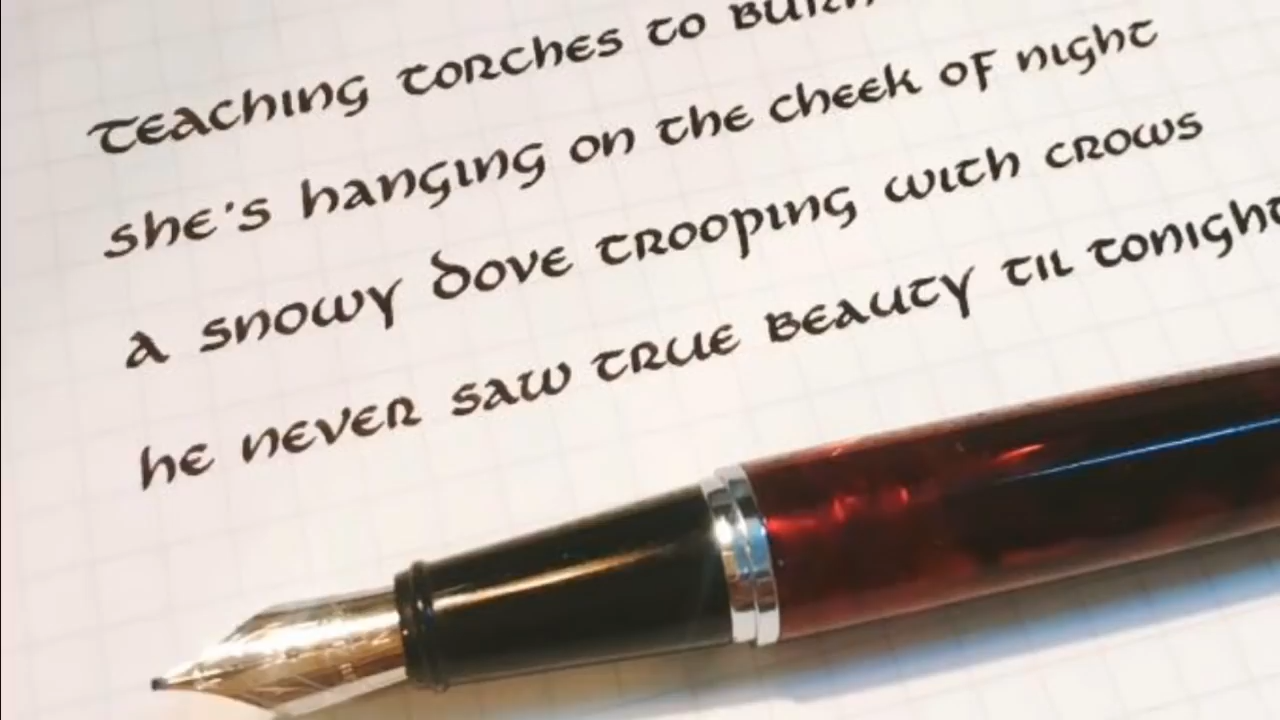 Teaching torches to burn
she's hanging on the cheek of night
a snowy dove trooping with crows
he never saw true beauty til tonight